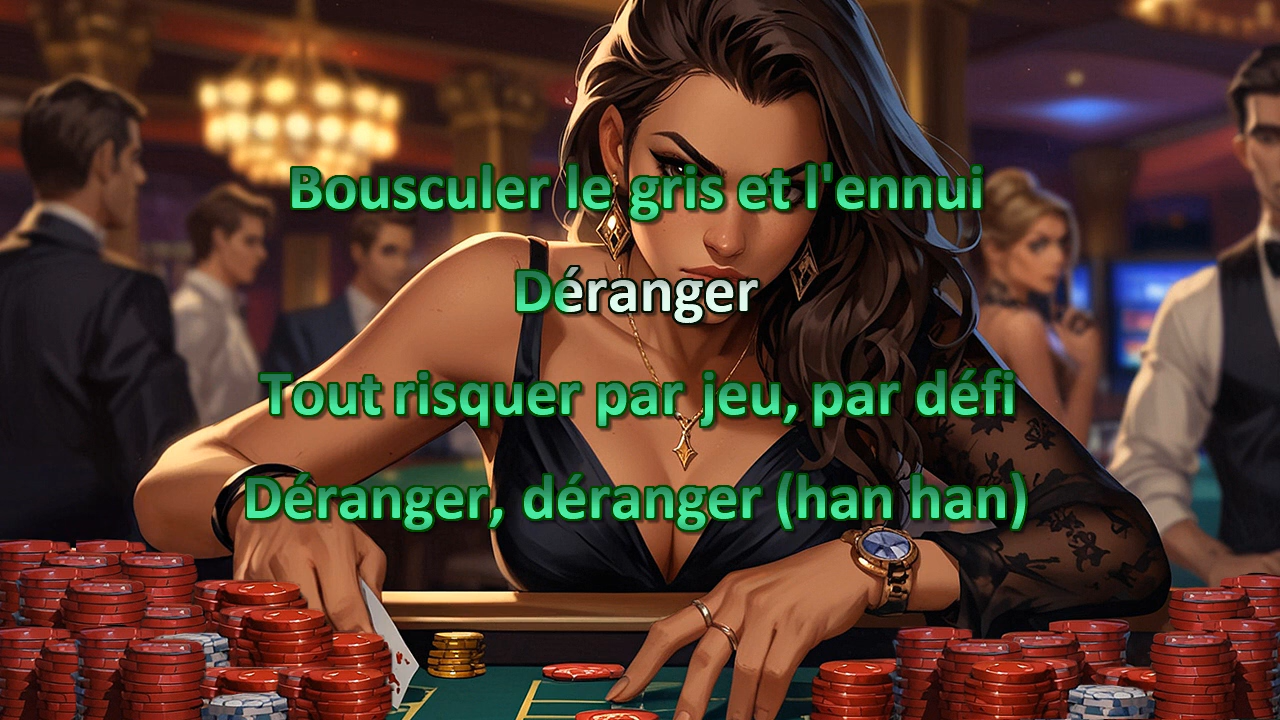 Bousculer le gris et l'ennui
Déranger
Tout risquer par jeu, par défi
Déranger, déranger (han han)